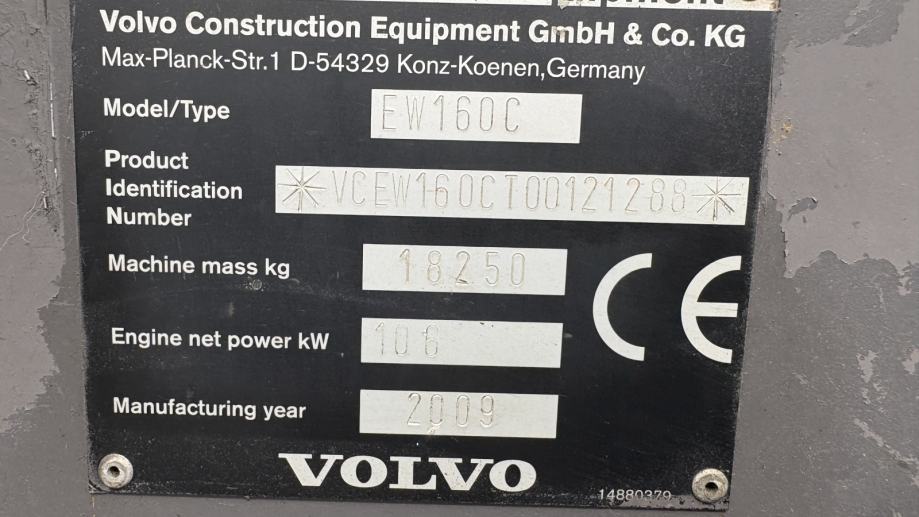 Volvo Construction Equipment GmbH & Co. KG
Max-Planck-Str.1 D-54329 Konz-Koenen,Germany
Model/Type EW160C
Product
Identification
Number
*VCEW160CT00121288*
Machine mass kg 18250
CE
Engine net power kW 106
Manufacturing year 2009
VOLVO
14880379